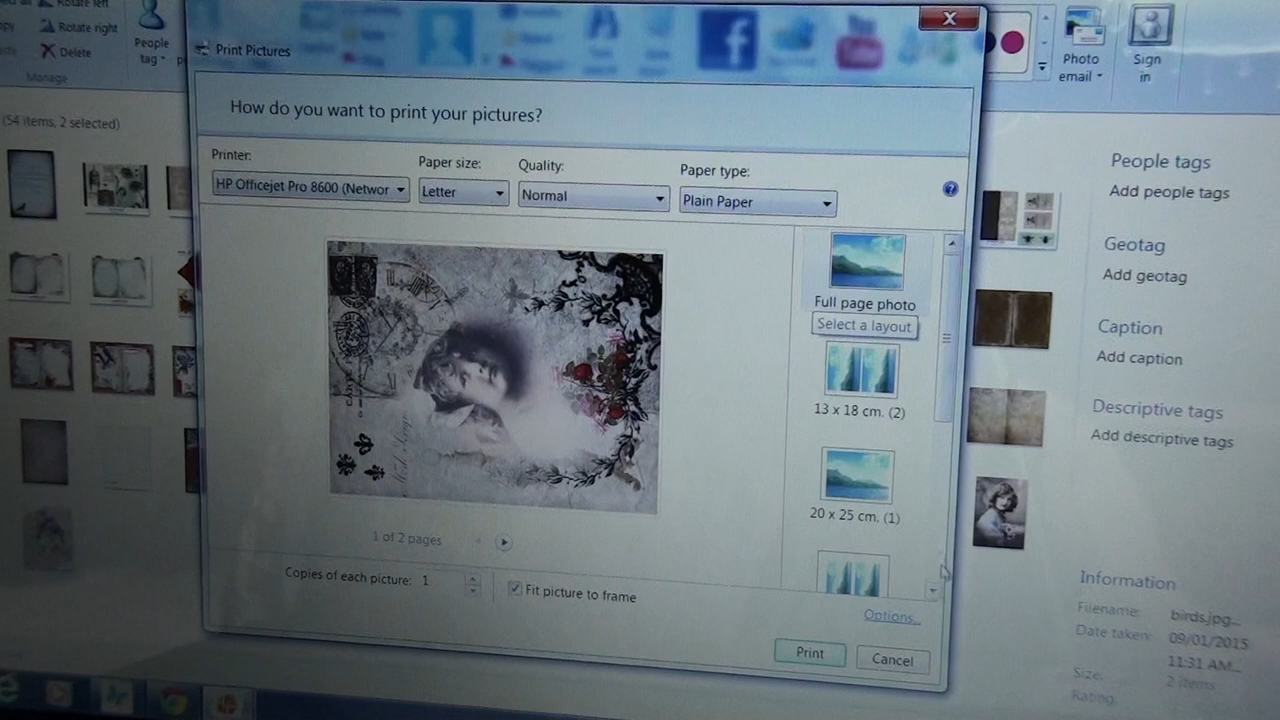 Rotate left
Rotate right
Delete
Manage
People
tag
Print Pictures
Photo
email
Sign
in
(54 items, 2 selected)
How do you want to print your pictures?
Printer:
Paper size:
Quality:
Paper type:
HP Officejet Pro 8600 (Networ
Letter
Normal
Plain Paper
Full page photo
Select a layout
13 x 18 cm. (2)
20 x 25 cm. (1)
1 of 2 pages
Copies of each picture: 1
Fit picture to frame
Options...
Print
Cancel
People tags
Add people tags
Geotag
Add geotag
Caption
Add caption
Descriptive tags
Add descriptive tags
Information
Filename: birds.jpg...
Date taken: 09/01/2015
11:31 AM...
Size: 2 items
Rating: